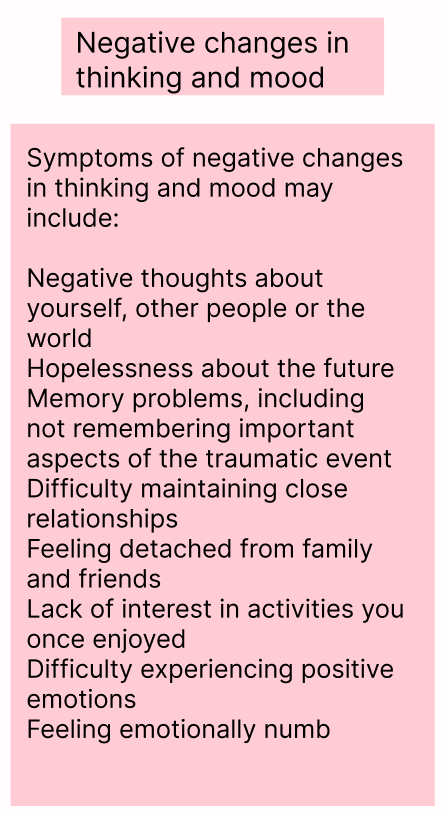 Negative changes in
thinking and mood
Symptoms of negative changes
in thinking and mood may
include:
Negative thoughts about
yourself, other people or the
world
Hopelessness about the future
Memory problems, including
not remembering important
aspects of the traumatic event
Difficulty maintaining close
relationships
Feeling detached from family
and friends
Lack of interest in activities you
once enjoyed
Difficulty experiencing positive
emotions
Feeling emotionally numb